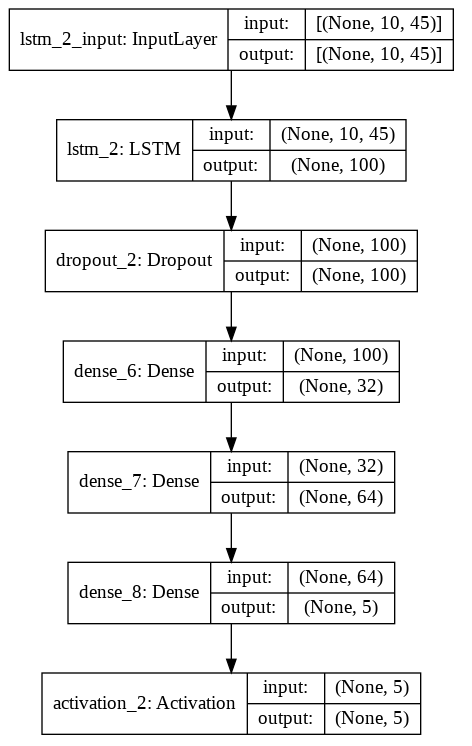 lstm_2_input: InputLayer
input:
[(None, 10, 45)]
output:
[(None, 10, 45)]
lstm_2: LSTM
input:
(None, 10, 45)
output:
(None, 100)
dropout_2: Dropout
input:
(None, 100)
output:
(None, 100)
dense_6: Dense
input:
(None, 100)
output:
(None, 32)
dense_7: Dense
input:
(None, 32)
output:
(None, 64)
dense_8: Dense
input:
(None, 64)
output:
(None, 5)
activation_2: Activation
input:
(None, 5)
output:
(None, 5)